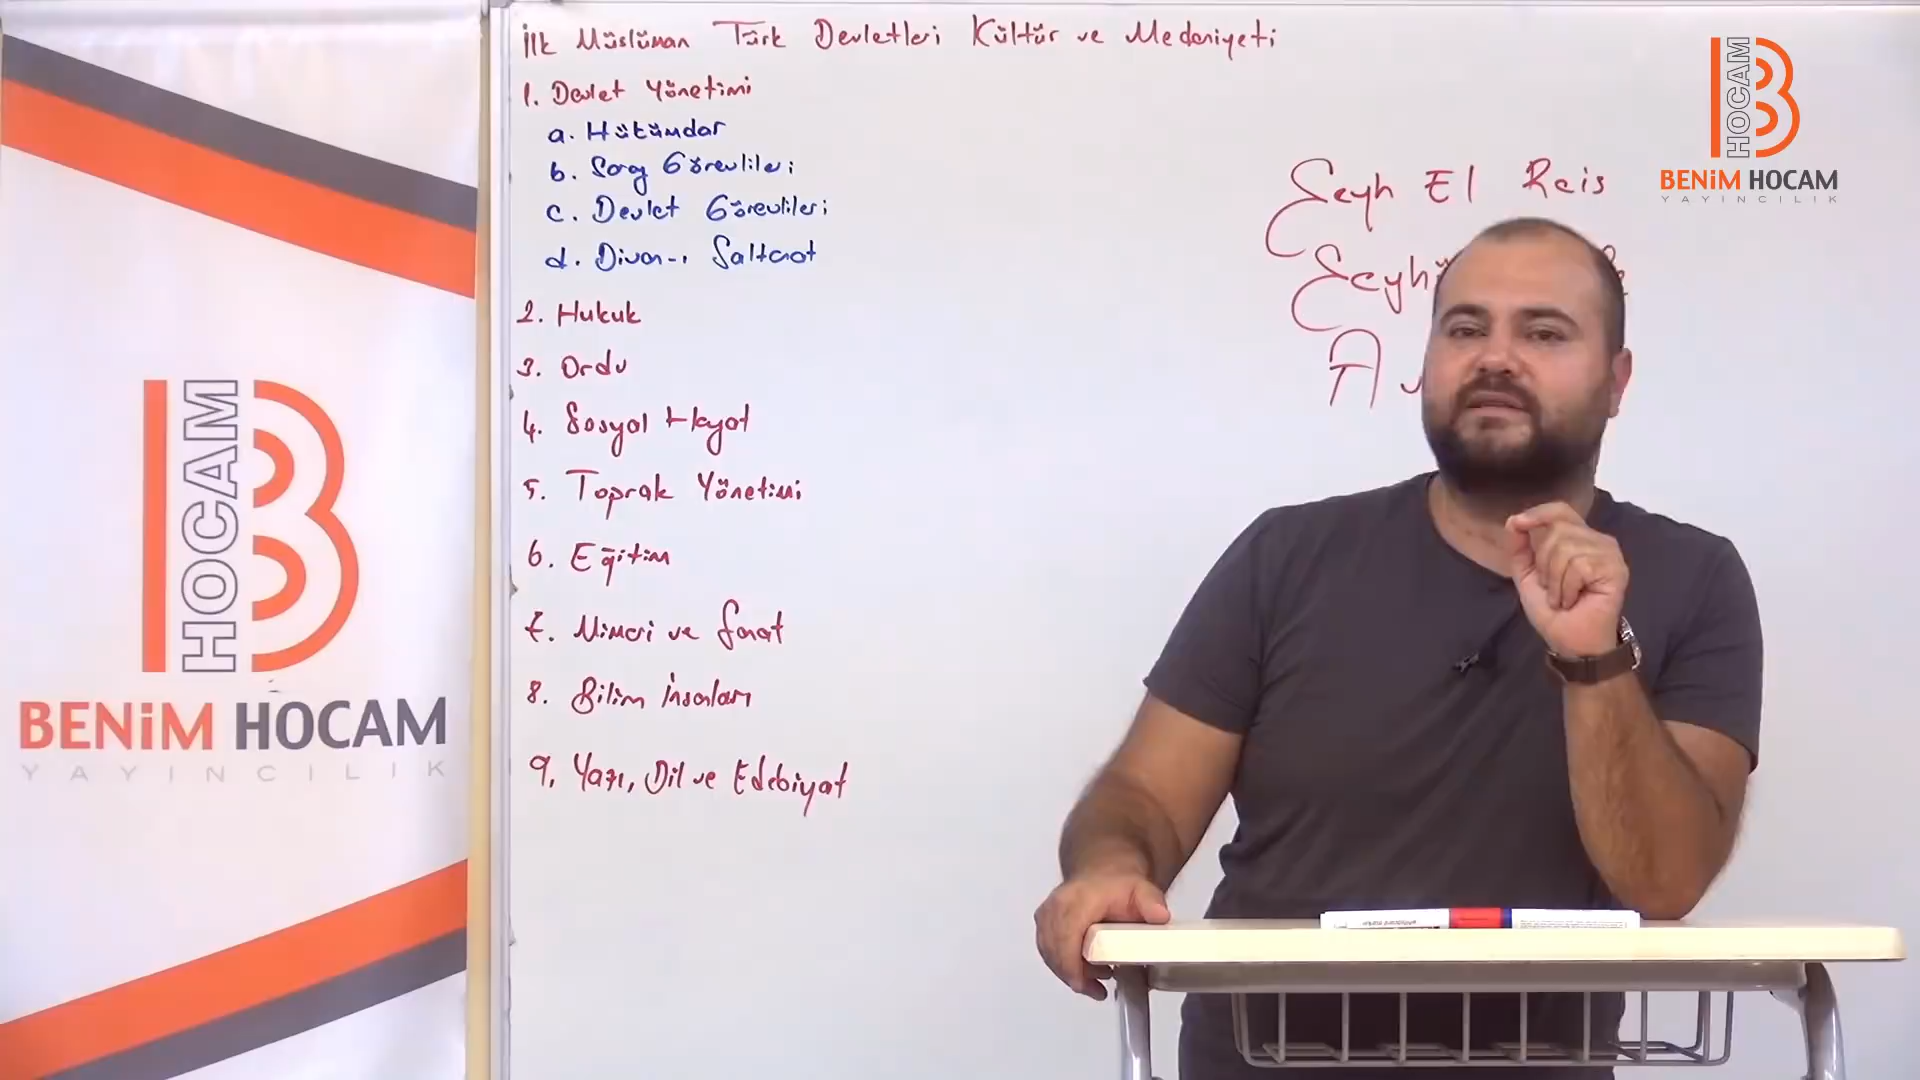 İlk Müslüman Türk Devletleri Kültür ve Medeniyeti
1. Devlet Yönetimi
a. Hükümdar
b. Saray Görevlileri
c. Devlet Görevlileri
d. Divan-ı Saltanat
2. Hukuk
3. Ordu
4. Sosyal Hayat
5. Toprak Yönetimi
6. Eğitim
7. Mimari ve Sanat
8. Bilim İnsanları
9. Yazı, Dil ve Edebiyat
Şeyh El Reis
HOCAM
BENiM HOCAM
YAYINCILIK
HOCAM
BENiM HOCAM
YAYINCILIK